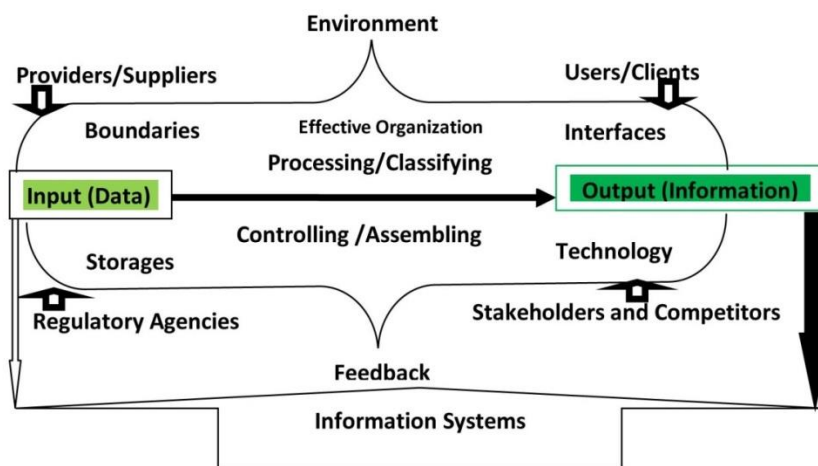 Environment
Providers/Suppliers
Users/Clients
Boundaries
Effective Organization
Interfaces
Processing/Classifying
Input (Data)
Output (Information)
Controlling /Assembling
Storages
Technology
Regulatory Agencies
Stakeholders and Competitors
Feedback
Information Systems